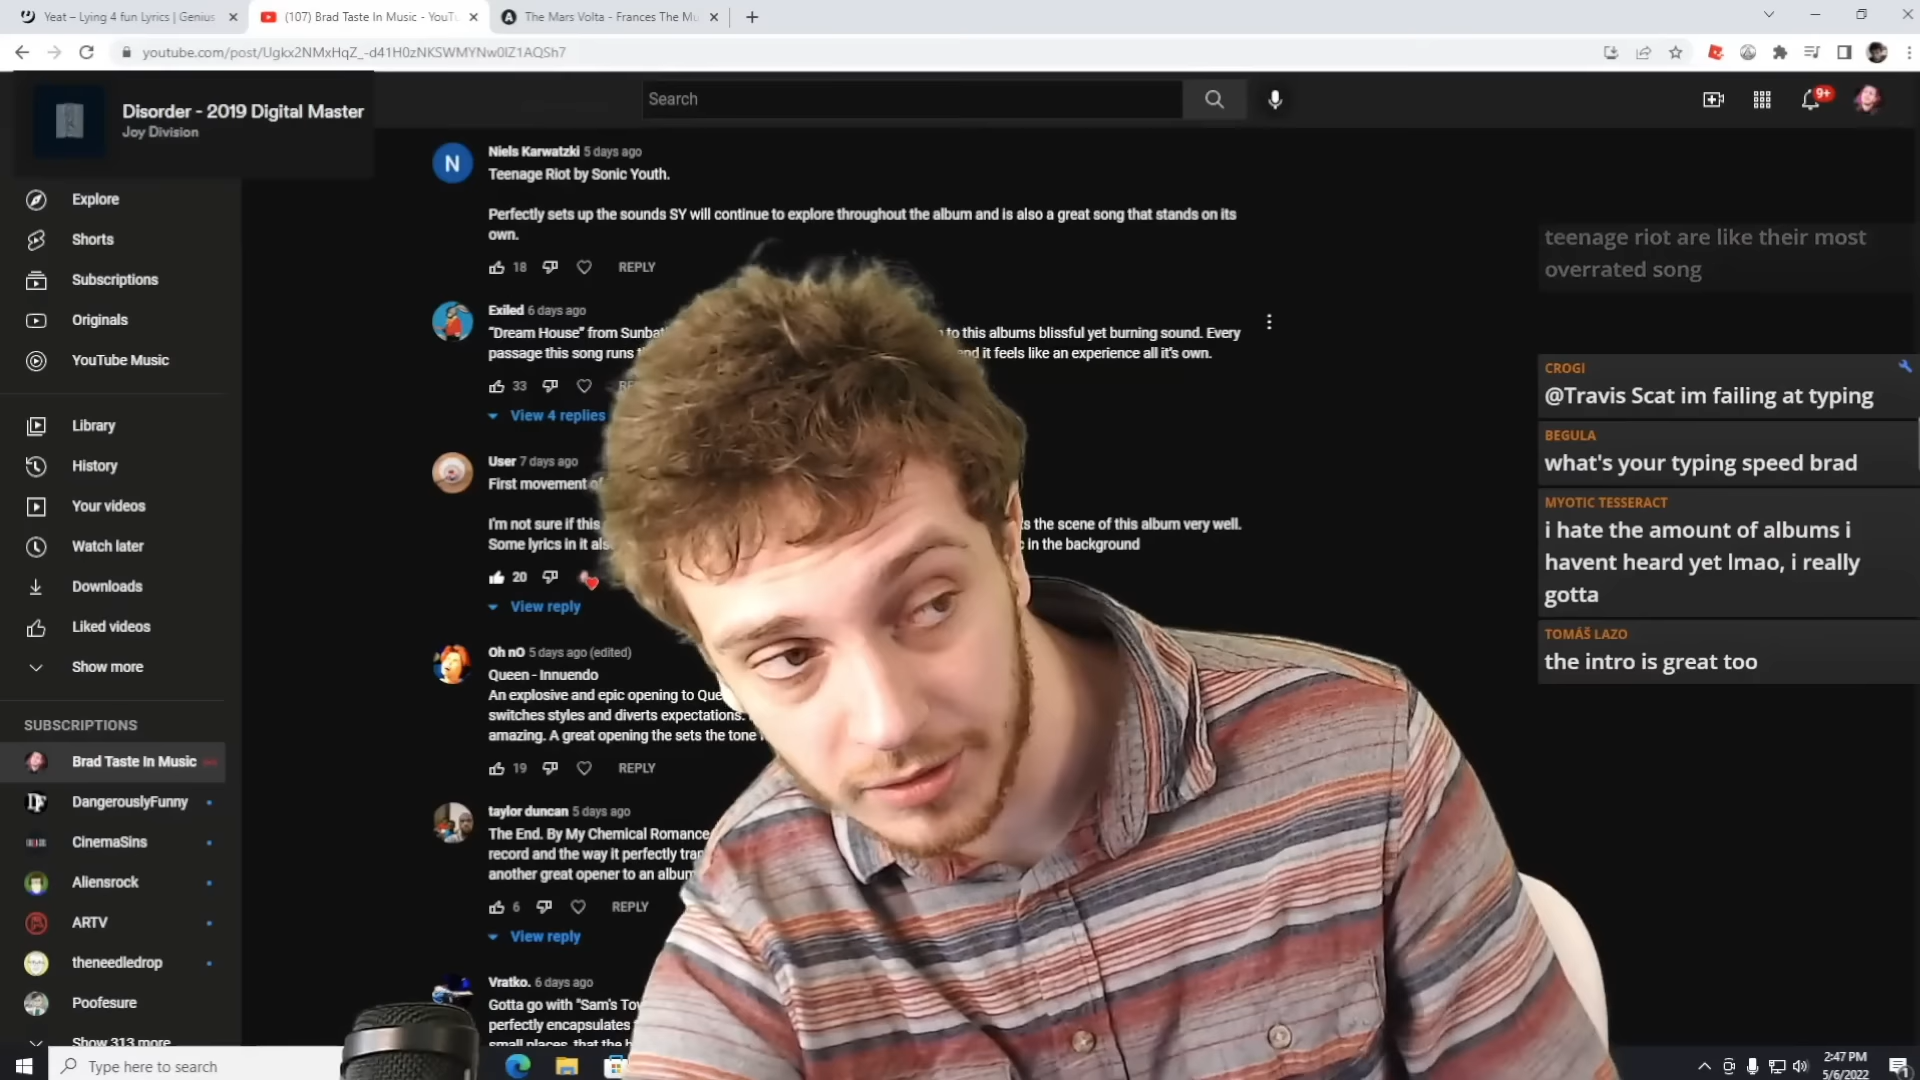 Yeat – Lying 4 fun Lyrics | Genius
(107) Brad Taste In Music - YouTu
The Mars Volta - Frances The Mu
youtube.com/post/Ugkx2NMxHqZ_-d41H0zNKSWMYNw0lZ1AQSh7
Disorder - 2019 Digital Master
Joy Division
Search
9+
Explore
Shorts
Subscriptions
Originals
YouTube Music
Library
History
Your videos
Watch later
Downloads
Liked videos
Show more
SUBSCRIPTIONS
Brad Taste In Music
DangerouslyFunny
CinemaSins
Aliensrock
ARTV
theneedledrop
Poofesure
Show 313 more
N
Niels Karwatzki 5 days ago
Teenage Riot by Sonic Youth.
Perfectly sets up the sounds SY will continue to explore throughout the album and is also a great song that stands on its
own.
18 REPLY
Exiled 6 days ago
“Dream House” from Sunbat to this albums blissful yet burning sound. Every
passage this song runs end it feels like an experience all it’s own.
33
View 4 replies
User 7 days ago
First movement of
I'm not sure if this the scene of this album very well.
Some lyrics in it als in the background
20
View reply
Oh nO 5 days ago (edited)
Queen - Innuendo
An explosive and epic opening to Que
switches styles and diverts expectations.
amazing. A great opening the sets the tone
19 REPLY
taylor duncan 5 days ago
The End. By My Chemical Romance
record and the way it perfectly tran
another great opener to an album
6 REPLY
View reply
Vratko. 6 days ago
Gotta go with "Sam's Tow
perfectly encapsulates
small places, that the
teenage riot are like their most
overrated song
CROGI
@Travis Scat im failing at typing
BEGULA
what's your typing speed brad
MYOTIC TESSERACT
i hate the amount of albums i
havent heard yet lmao, i really
gotta
TOMÁŠ LAZO
the intro is great too
Type here to search
2:47 PM
5/6/2022
1